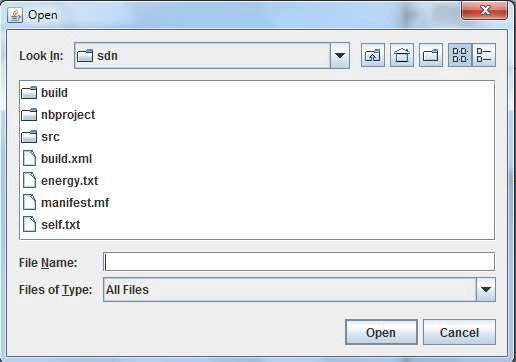 Open
Look In: sdn
build
nbproject
src
build.xml
energy.txt
manifest.mf
self.txt
File Name:
Files of Type: All Files
Open Cancel